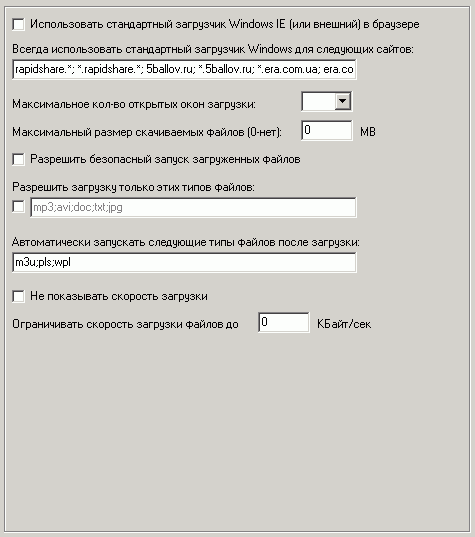 Использовать стандартный загрузчик Windows IE (или внешний) в браузере
Всегда использовать стандартный загрузчик Windows для следующих сайтов:
rapidshare.*; *.rapidshare.*; 5ballov.ru; *.5ballov.ru; *.era.com.ua; era.co
Максимальное кол-во открытых окон загрузки:
Максимальный размер скачиваемых файлов (0-нет): 0 MB
Разрешить безопасный запуск загруженных файлов
Разрешить загрузку только этих типов файлов:
mp3;avi;doc;txt;jpg
Автоматически запускать следующие типы файлов после загрузки:
m3u;pls;wpl
Не показывать скорость загрузки
Ограничивать скорость загрузки файлов до 0 КБайт/сек